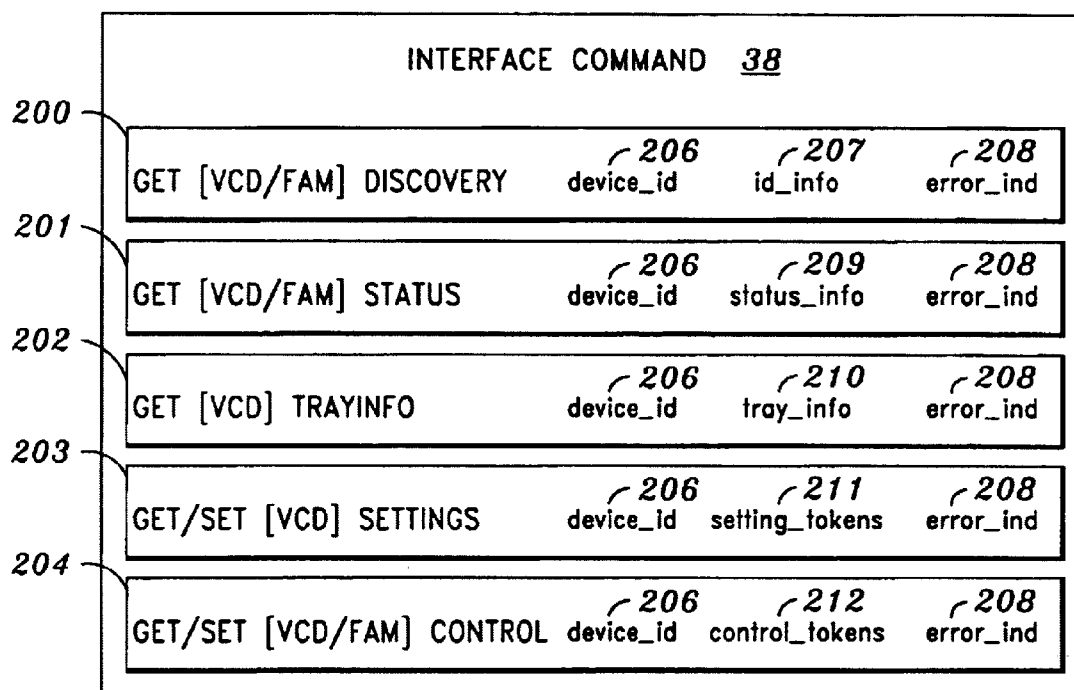 INTERFACE COMMAND 38
200
206 207 208
GET [VCD/FAM] DISCOVERY device_id id_info error_ind
201
206 209 208
GET [VCD/FAM] STATUS device_id status_info error_ind
202
206 210 208
GET [VCD] TRAYINFO device_id tray_info error_ind
203
206 211 208
GET/SET [VCD] SETTINGS device_id setting_tokens error_ind
204
206 212 208
GET/SET [VCD/FAM] CONTROL device_id control_tokens error_ind